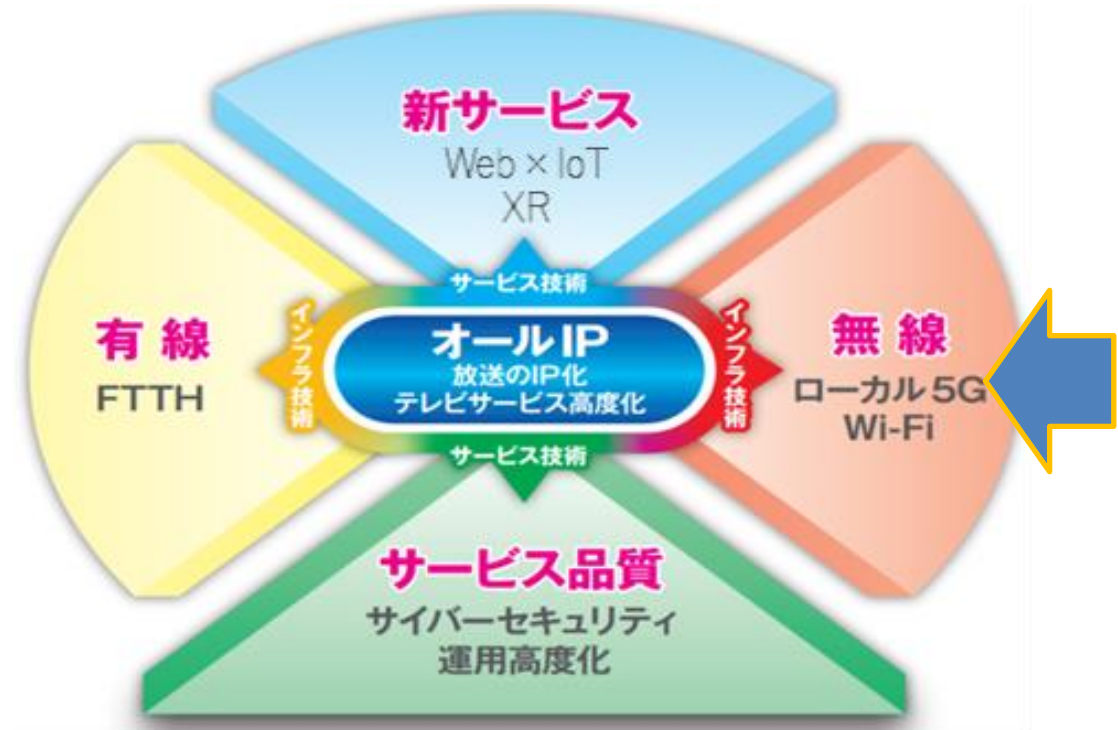 新サービス
Web×IoT
XR
サービス技術
有線
FTTH
インフラ技術
オールIP
放送のIP化
テレビサービス高度化
インフラ技術
無線
ローカル5G
Wi-Fi
サービス技術
サービス品質
サイバーセキュリティ
運用高度化